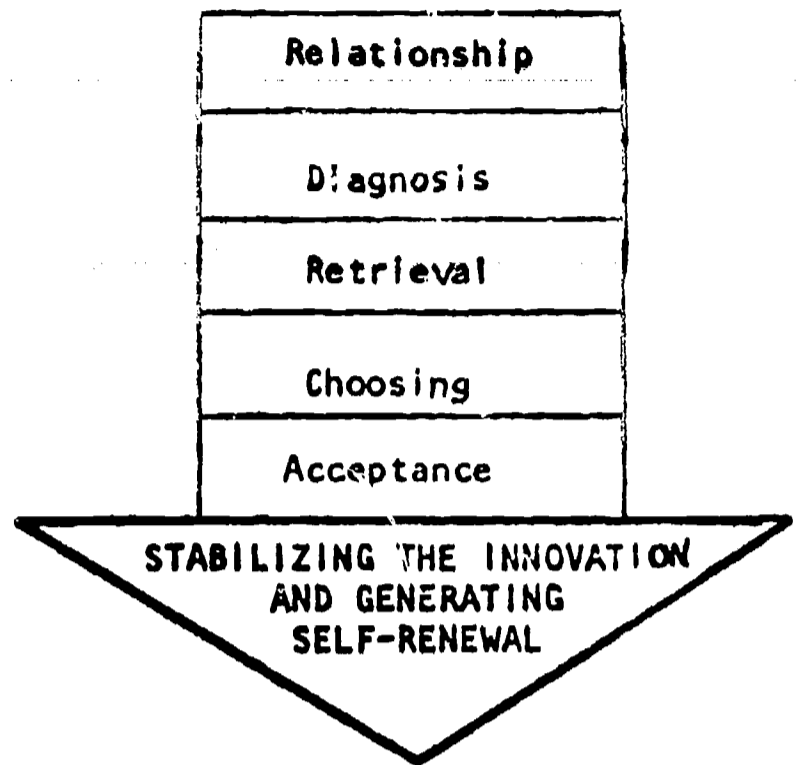 Relationship
Diagnosis
Retrieval
Choosing
Acceptance
STABILIZING THE INNOVATION
AND GENERATING
SELF-RENEWAL